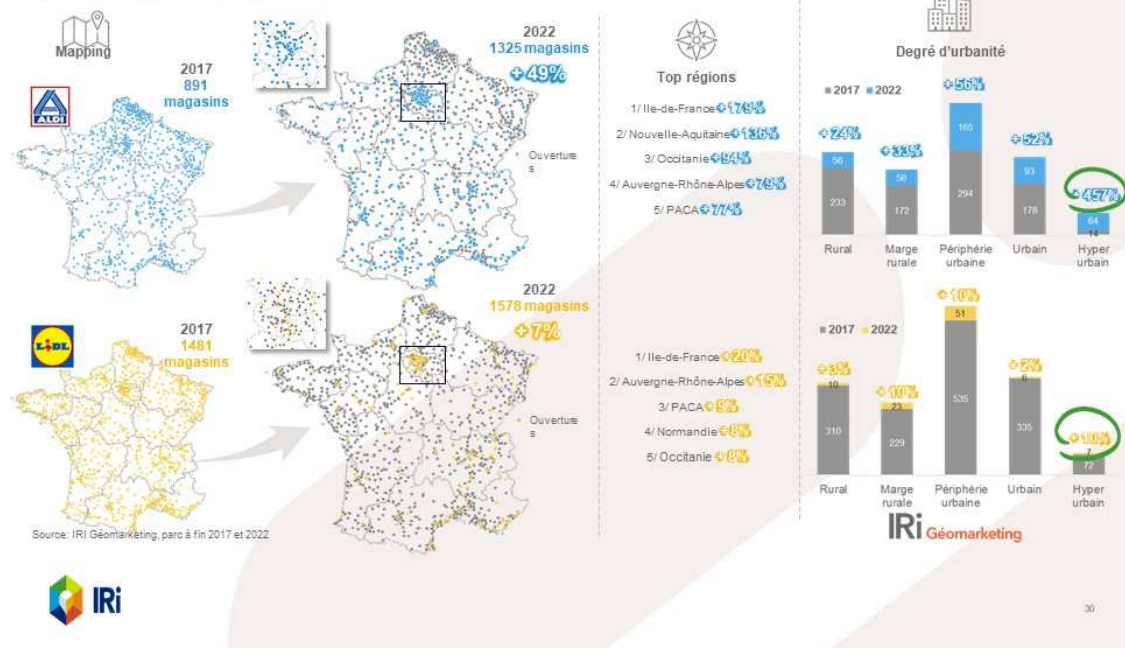 Mapping
ALDI
2017
891
magasins
2022
1325 magasins
+49%
Ouverture
s
Top régions
1/ Ile-de-France +179%
2/ Nouvelle-Aquitaine +136%
3/ Occitanie +94%
4/ Auvergne-Rhône-Alpes +79%
5/ PACA +77%
Degré d'urbanité
2017 2022
+24%
56
233
Rural
+33%
56
172
Marge
rurale
+56%
165
294
Périphérie
urbaine
+52%
93
178
Urbain
+457%
64
14
Hyper
urbain
LIDL
2017
1481
magasins
2022
1578 magasins
+7%
Ouverture
s
1/ Ile-de-France +20%
2/ Auvergne-Rhône-Alpes +15%
3/ PACA +9%
4/ Normandie +8%
5/ Occitanie +8%
2017 2022
+3%
10
310
Rural
+10%
23
229
Marge
rurale
+10%
51
535
Périphérie
urbaine
+2%
6
335
Urbain
+10%
7
72
Hyper
urbain
Source: IRI Géomarketing, parc à fin 2017 et 2022
IRi Géomarketing
IRi
30